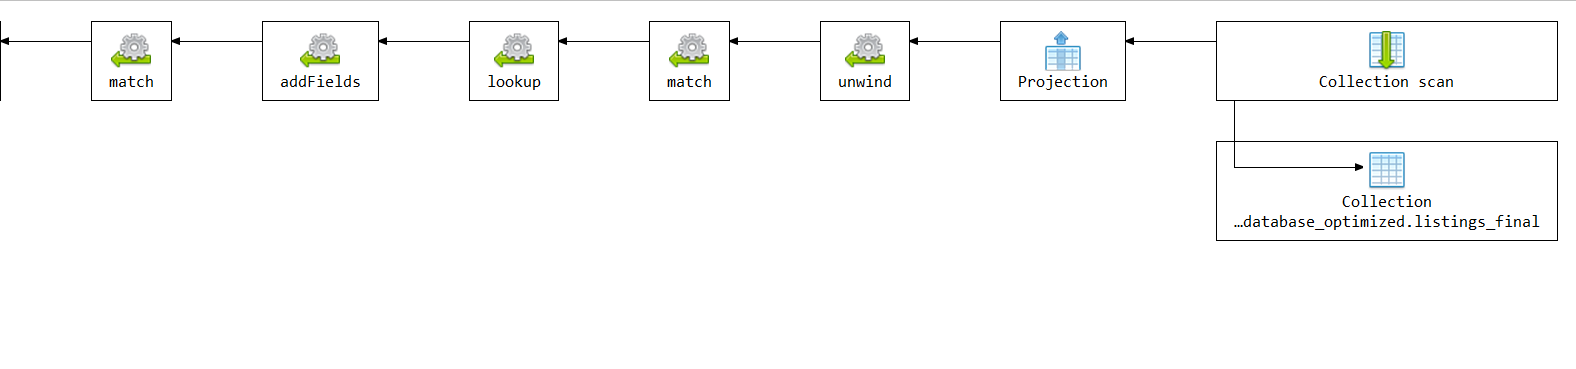 match
addFields
lookup
match
unwind
Projection
Collection scan
Collection
…database_optimized.listings_final